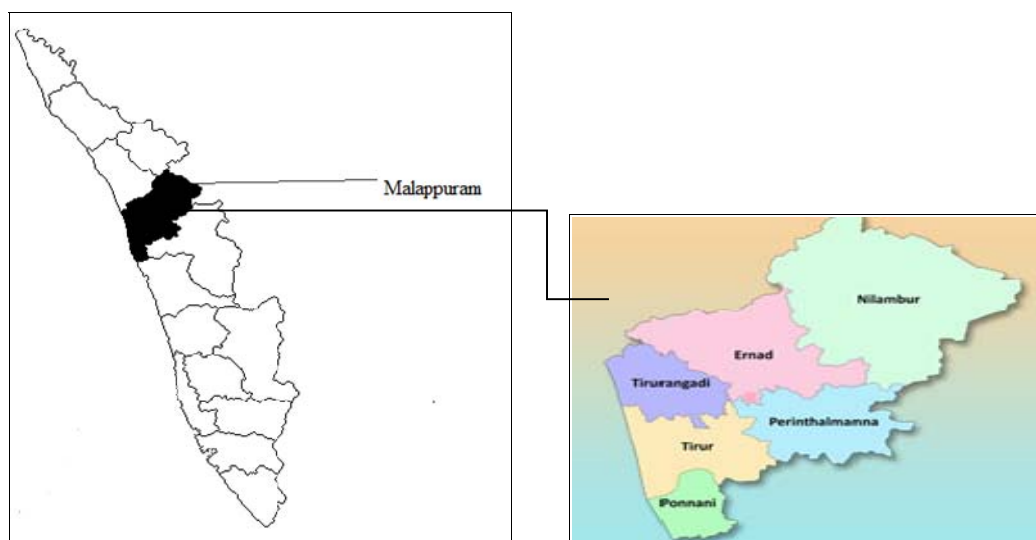 Malappuram
Nilambur
Ernad
Tirurangadi
Perinthalmanna
Tirur
Ponnani